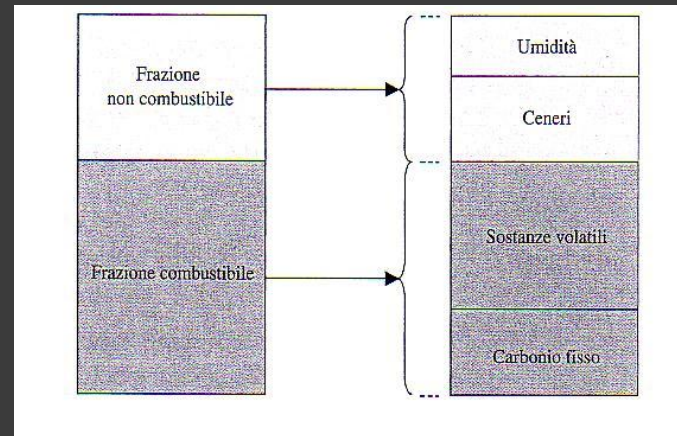 Frazione
non combustibile
Frazione combustibile
Umidità
Ceneri
Sostanze volatili
Carbonio fisso